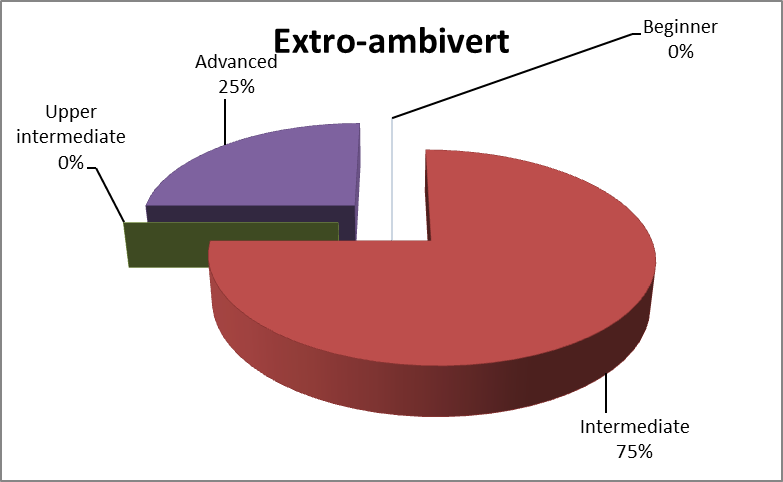 Extro-ambivert
Beginner
0%
Advanced
25%
Upper
intermediate
0%
Intermediate
75%